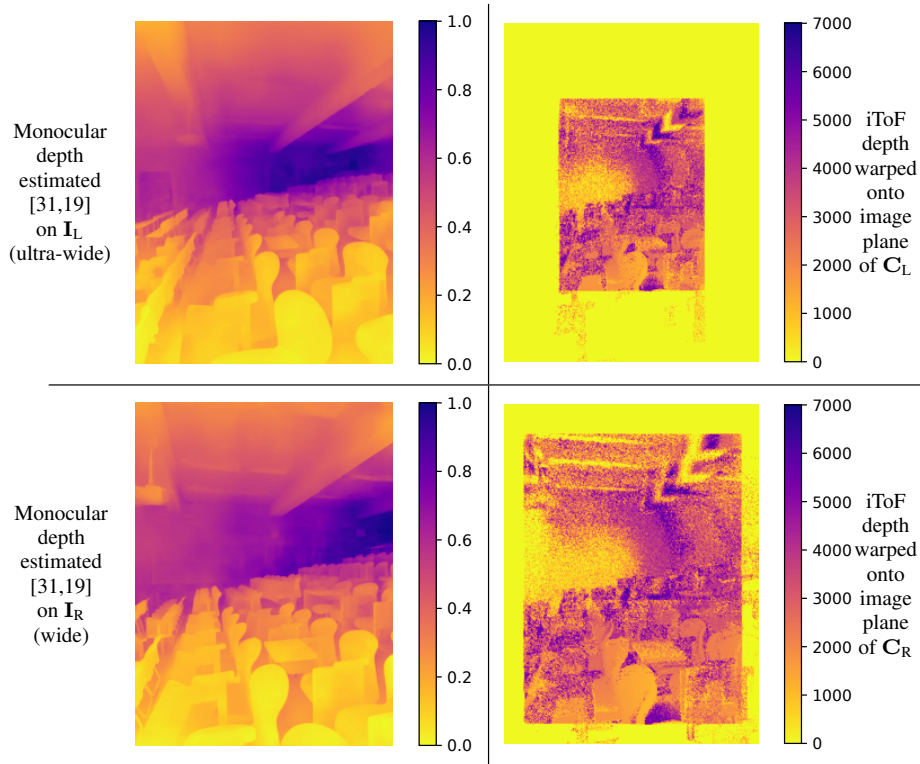 Monocular
depth
estimated
[31,19]
on I_L
(ultra-wide)
1.0
0.8
0.6
0.4
0.2
0.0
7000
6000
5000
4000
3000
2000
1000
0
iToF
depth
warped
onto
image
plane
of C_L
Monocular
depth
estimated
[31,19]
on I_R
(wide)
1.0
0.8
0.6
0.4
0.2
0.0
7000
6000
5000
4000
3000
2000
1000
0
iToF
depth
warped
onto
image
plane
of C_R